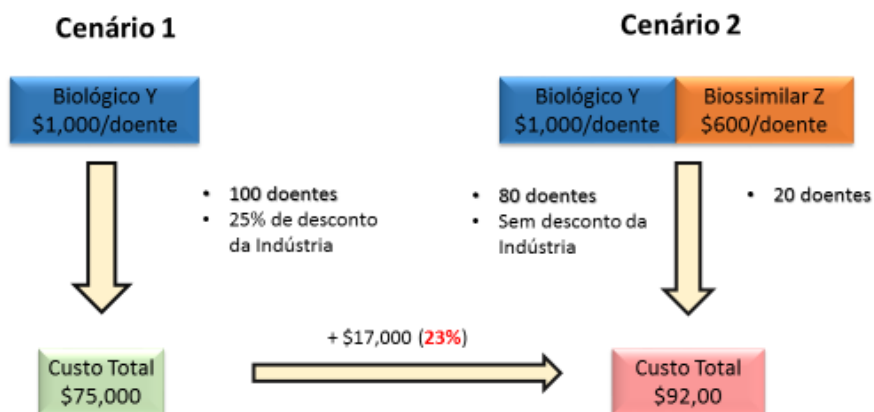 Cenário 1
Cenário 2
Biológico Y
$1,000/doente
Biológico Y
$1,000/doente
Biossimilar Z
$600/doente
• 100 doentes
• 25% de desconto
da Indústria
• 80 doentes
• Sem desconto da
Indústria
• 20 doentes
+ $17,000 (23%)
Custo Total
$75,000
Custo Total
$92,00